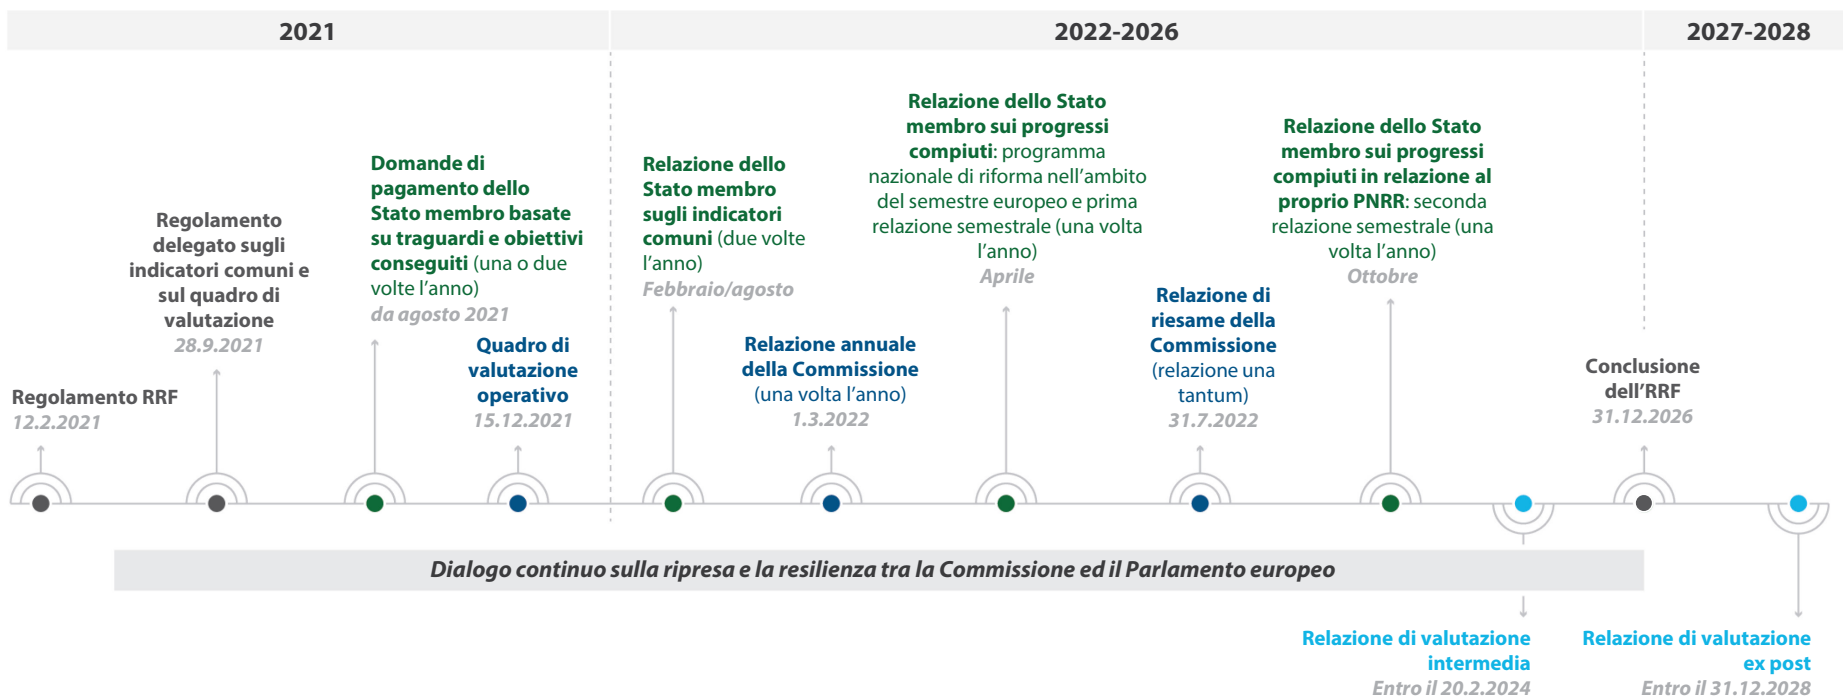 2021
2022-2026
2027-2028
Regolamento RRF
12.2.2021
Regolamento
delegato sugli
indicatori comuni e
sul quadro di
valutazione
28.9.2021
Domande di
pagamento dello
Stato membro basate
su traguardi e obiettivi
conseguiti (una o due
volte l’anno)
da agosto 2021
Quadro di
valutazione
operativo
15.12.2021
Relazione dello
Stato membro
sugli indicatori
comuni (due volte
l’anno)
Febbraio/agosto
Relazione annuale
della Commissione
(una volta l’anno)
1.3.2022
Relazione dello Stato
membro sui progressi
compiuti: programma
nazionale di riforma nell’ambito
del semestre europeo e prima
relazione semestrale (una volta
l’anno)
Aprile
Relazione di
riesame della
Commissione
(relazione una
tantum)
31.7.2022
Relazione dello Stato
membro sui progressi
compiuti in relazione al
proprio PNRR: seconda
relazione semestrale (una
volta l’anno)
Ottobre
Conclusione
dell’RRF
31.12.2026
Dialogo continuo sulla ripresa e la resilienza tra la Commissione ed il Parlamento europeo
Relazione di valutazione
intermedia
Entro il 20.2.2024
Relazione di valutazione
ex post
Entro il 31.12.2028